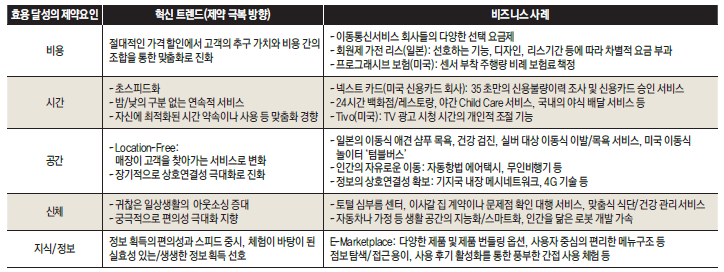 효용 달성의 제약요인
혁신 트렌드(제약 극복 방향)
비즈니스 사례
비용
절대적인 가격 할인에서 고객의 추구 가치와 비용 간의
조합을 통한 맞춤화로 진화
- 이동통신서비스 회사들의 다양한 선택 요금제
- 회원제 가전 리스(일본): 선호하는 기능, 디자인, 리스기간 등에 따라 차별적 요금 부과
- 프로그래시브 보험(미국): 센서 부착 주행량 비례 보험료 책정
시간
- 초스피드화
- 밤/낮의 구분 없는 연속적 서비스
- 자신에 최적화된 시간 약속이나 사용 등 맞춤화 경향
- 넥스트 카드(미국 신용카드 회사): 35초만의 신용불량이력 조사 및 신용카드 승인 서비스
- 24시간 백화점/레스토랑, 야간 Child Care 서비스, 국내의 야식 배달 서비스 등
- Tivo(미국): TV 광고 시청 시간의 개인적 조절 기능
공간
- Location-Free:
매장이 고객을 찾아가는 서비스로 변화
- 장기적으로 상호연결성 극대화로 진화
- 일본의 이동식 애견 샴푸 목욕, 건강 검진, 실버 대상 이동식 이발/목욕 서비스, 미국 이동식
놀이터 '텀블버스'
- 인간의 자유로운 이동: 자동항법 에어택시, 무인비행기 등
- 정보의 상호연결성 확보: 기지국 내장 메시네트워크, 4G 기술 등
신체
- 귀찮은 일상생활의 아웃소싱 증대
- 궁극적으로 편의성 극대화 지향
- 토털 심부름 센터, 이사갈 집 계약이나 문제점 확인 대행 서비스, 맞춤식 식단/건강 관리 서비스
- 자동차나 가정 등 생활 공간의 지능화/스마트화, 인간을 닮은 로봇 개발 가속
지식/정보
정보 획득의 편의성과 스피드 중시, 체험이 바탕이 된
실효성 있는/생생한 정보 획득 선호
E-Marketplace: 다양한 제품 및 제품 번들링 옵션, 사용자 중심의 편리한 메뉴구조 등
점보 탐색/접근 용이, 사용 후기 활성화를 통한 풍부한 간접 사용 체험 등